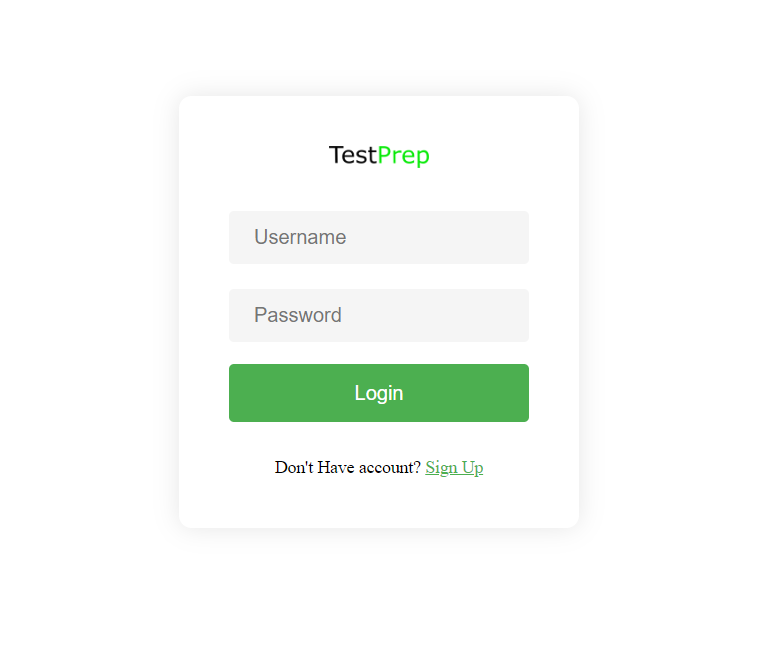 TestPrep
Username
Password
Login
Don't Have account? Sign Up